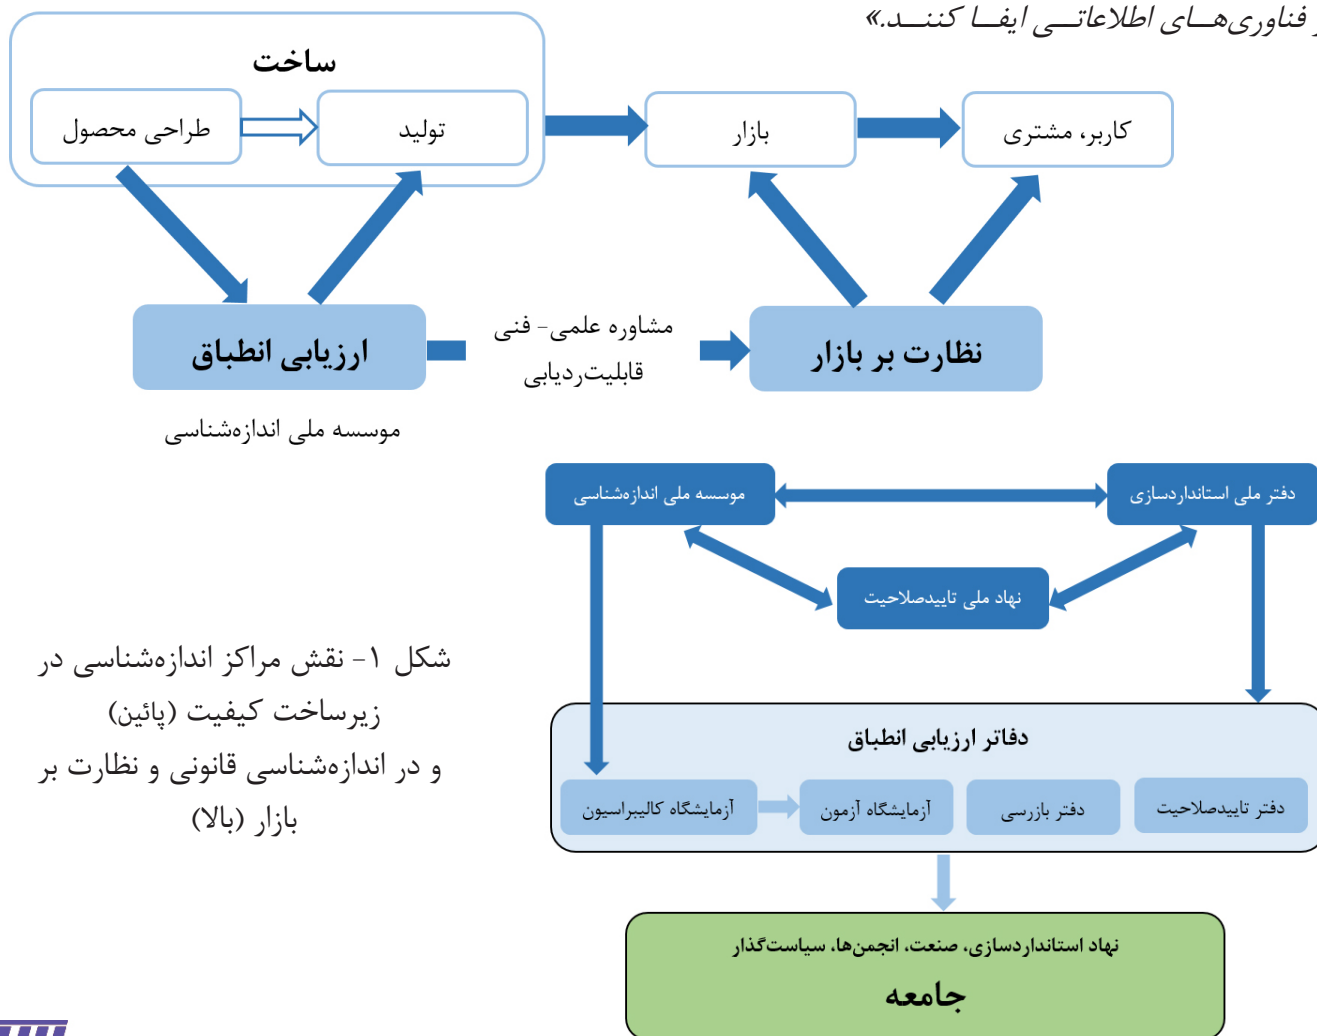 فناوری‌هــای اطلاعاتــی ایفــا کننــد.»
ساخت
طراحی محصول
تولید
بازار
کاربر، مشتری
ارزیابی انطباق
مشاوره علمی- فنی
قابلیت‌ردیابی
نظارت بر بازار
موسسه ملی اندازه‌شناسی
موسسه ملی اندازه‌شناسی
دفتر ملی استانداردسازی
نهاد ملی تاییدصلاحیت
شکل ۱- نقش مراکز اندازه‌شناسی در
زیرساخت کیفیت (پائین)
و در اندازه‌شناسی قانونی و نظارت بر
بازار (بالا)
دفاتر ارزیابی انطباق
دفتر تاییدصلاحیت
دفتر بازرسی
آزمایشگاه آزمون
آزمایشگاه کالیبراسیون
نهاد استانداردسازی، صنعت، انجمن‌ها، سیاست‌گذار
جامعه